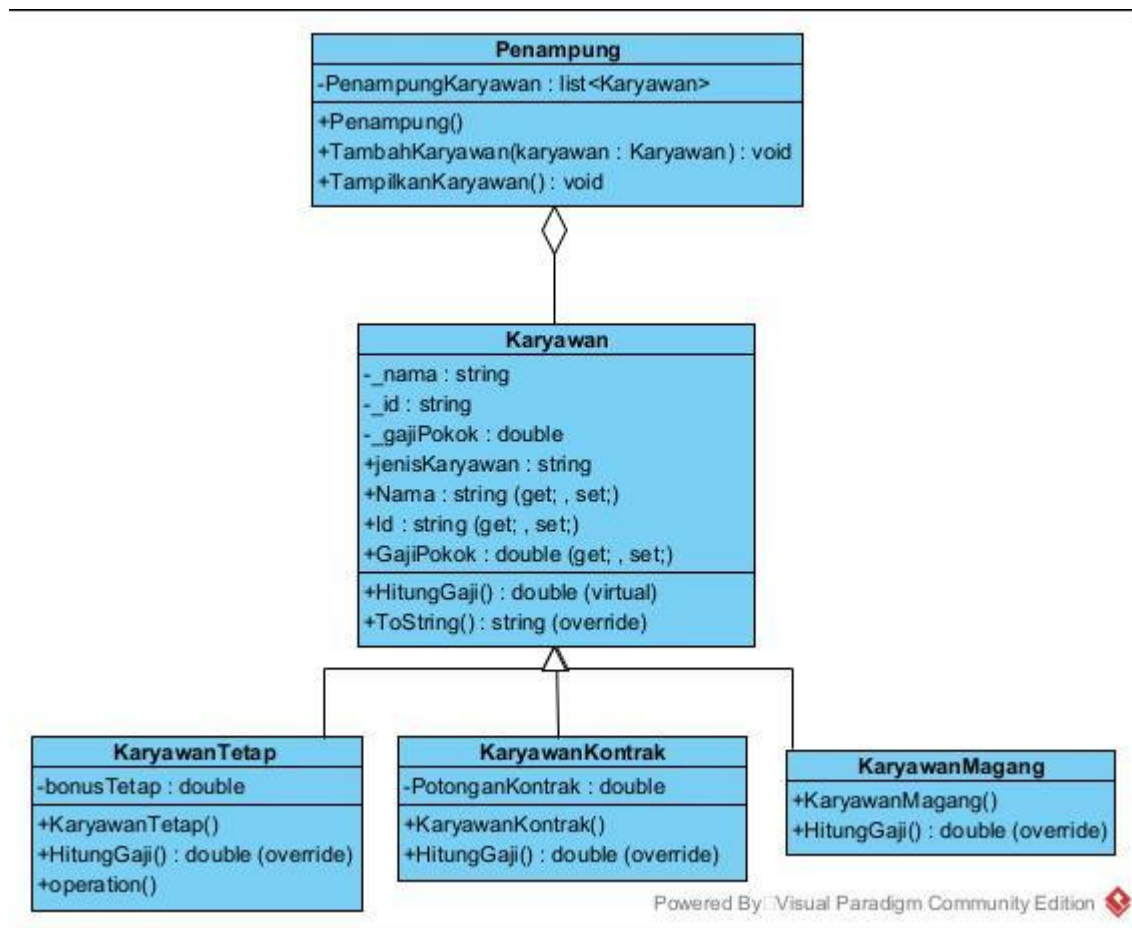 Penampung
-PenampungKaryawan : list<Karyawan>
+Penampung()
+TambahKaryawan(karyawan : Karyawan) : void
+TampilkanKaryawan() : void
Karyawan
-_nama : string
-_id : string
-_gajiPokok : double
+jenisKaryawan : string
+Nama : string (get; , set;)
+Id : string (get; , set;)
+GajiPokok : double (get; , set;)
+HitungGaji() : double (virtual)
+ToString() : string (override)
KaryawanTetap
-bonusTetap : double
+KaryawanTetap()
+HitungGaji() : double (override)
+operation()
KaryawanKontrak
-PotonganKontrak : double
+KaryawanKontrak()
+HitungGaji() : double (override)
KaryawanMagang
+KaryawanMagang()
+HitungGaji() : double (override)
Powered By Visual Paradigm Community Edition